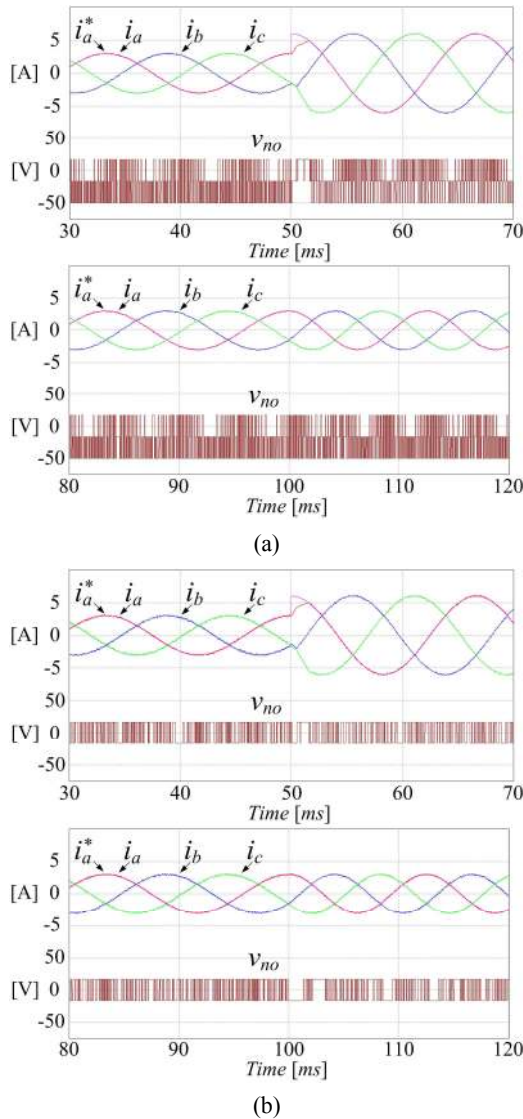 i_a^* i_a i_b i_c
5
[A] 0
-5
v_no
50
[V] 0
-50
30 40 50 60 70
Time [ms]
i_a^* i_a i_b i_c
5
[A] 0
-5
v_no
50
[V] 0
-50
80 90 100 110 120
Time [ms]
(a)
i_a^* i_a i_b i_c
5
[A] 0
-5
v_no
50
[V] 0
-50
30 40 50 60 70
Time [ms]
i_a^* i_a i_b i_c
5
[A] 0
-5
v_no
50
[V] 0
-50
80 90 100 110 120
Time [ms]
(b)